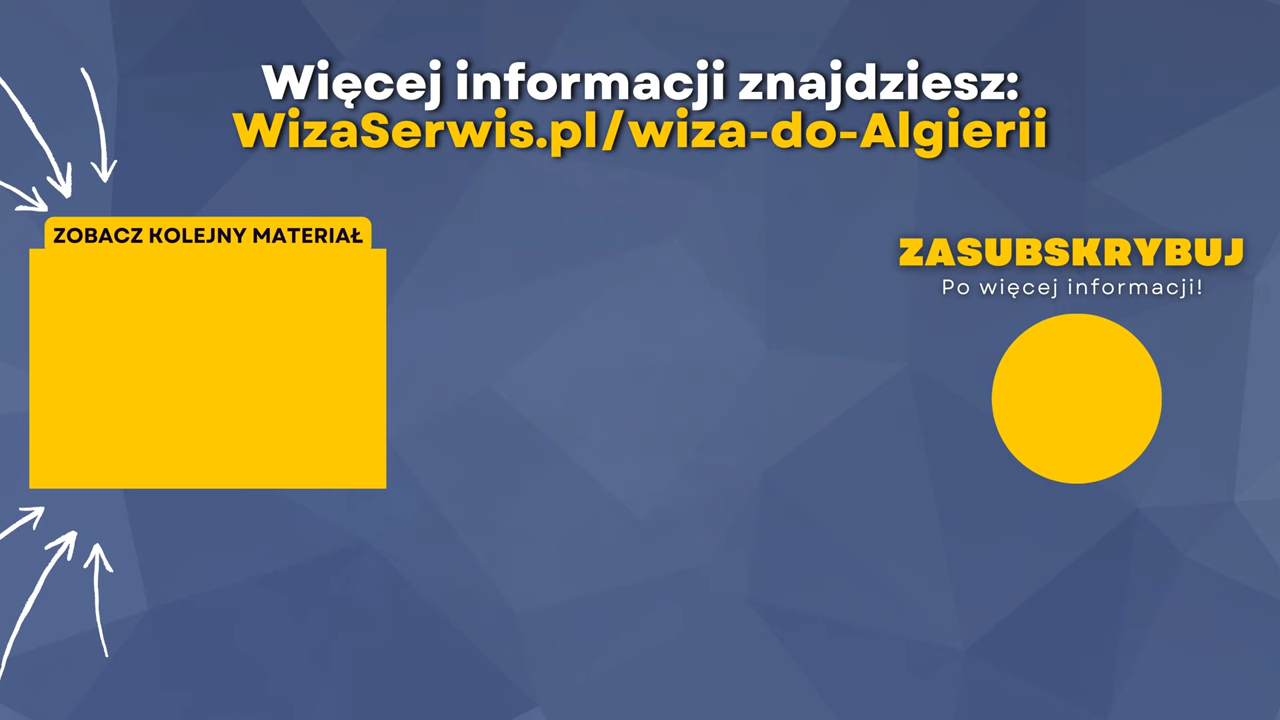 Więcej informacji znajdziesz:
WizaSerwis.pl/wiza-do-Algierii
ZOBACZ KOLEJNY MATERIAŁ
ZASUBSKRYBUJ
Po więcej informacji!